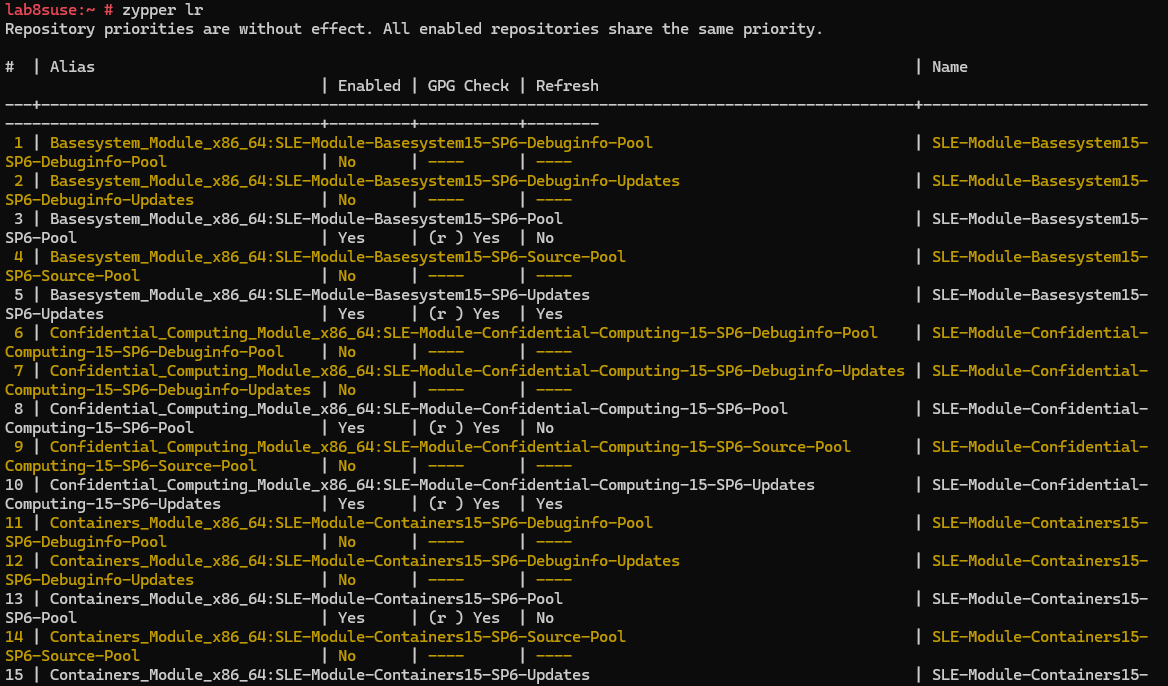 lab8suse:~ # zypper lr
Repository priorities are without effect. All enabled repositories share the same priority.
#  | Alias                                                                                          | Name
                                   | Enabled | GPG Check | Refresh
---+------------------------------------------------------------------------------------------------+-------------------------
-----------------------------------+---------+-----------+--------
 1 | Basesystem_Module_x86_64:SLE-Module-Basesystem15-SP6-Debuginfo-Pool                             | SLE-Module-Basesystem15-
SP6-Debuginfo-Pool                 | No      | ----      | ----
 2 | Basesystem_Module_x86_64:SLE-Module-Basesystem15-SP6-Debuginfo-Updates                          | SLE-Module-Basesystem15-
SP6-Debuginfo-Updates              | No      | ----      | ----
 3 | Basesystem_Module_x86_64:SLE-Module-Basesystem15-SP6-Pool                                       | SLE-Module-Basesystem15-
SP6-Pool                           | Yes     | (r ) Yes  | No
 4 | Basesystem_Module_x86_64:SLE-Module-Basesystem15-SP6-Source-Pool                                | SLE-Module-Basesystem15-
SP6-Source-Pool                    | No      | ----      | ----
 5 | Basesystem_Module_x86_64:SLE-Module-Basesystem15-SP6-Updates                                    | SLE-Module-Basesystem15-
SP6-Updates                        | Yes     | (r ) Yes  | Yes
 6 | Confidential_Computing_Module_x86_64:SLE-Module-Confidential-Computing-15-SP6-Debuginfo-Pool    | SLE-Module-Confidential-
Computing-15-SP6-Debuginfo-Pool    | No      | ----      | ----
 7 | Confidential_Computing_Module_x86_64:SLE-Module-Confidential-Computing-15-SP6-Debuginfo-Updates | SLE-Module-Confidential-
Computing-15-SP6-Debuginfo-Updates | No      | ----      | ----
 8 | Confidential_Computing_Module_x86_64:SLE-Module-Confidential-Computing-15-SP6-Pool              | SLE-Module-Confidential-
Computing-15-SP6-Pool              | Yes     | (r ) Yes  | No
 9 | Confidential_Computing_Module_x86_64:SLE-Module-Confidential-Computing-15-SP6-Source-Pool       | SLE-Module-Confidential-
Computing-15-SP6-Source-Pool       | No      | ----      | ----
10 | Confidential_Computing_Module_x86_64:SLE-Module-Confidential-Computing-15-SP6-Updates           | SLE-Module-Confidential-
Computing-15-SP6-Updates           | Yes     | (r ) Yes  | Yes
11 | Containers_Module_x86_64:SLE-Module-Containers15-SP6-Debuginfo-Pool                             | SLE-Module-Containers15-
SP6-Debuginfo-Pool                 | No      | ----      | ----
12 | Containers_Module_x86_64:SLE-Module-Containers15-SP6-Debuginfo-Updates                          | SLE-Module-Containers15-
SP6-Debuginfo-Updates              | No      | ----      | ----
13 | Containers_Module_x86_64:SLE-Module-Containers15-SP6-Pool                                       | SLE-Module-Containers15-
SP6-Pool                           | Yes     | (r ) Yes  | No
14 | Containers_Module_x86_64:SLE-Module-Containers15-SP6-Source-Pool                                | SLE-Module-Containers15-
SP6-Source-Pool                    | No      | ----      | ----
15 | Containers_Module_x86_64:SLE-Module-Containers15-SP6-Updates                                    | SLE-Module-Containers15-